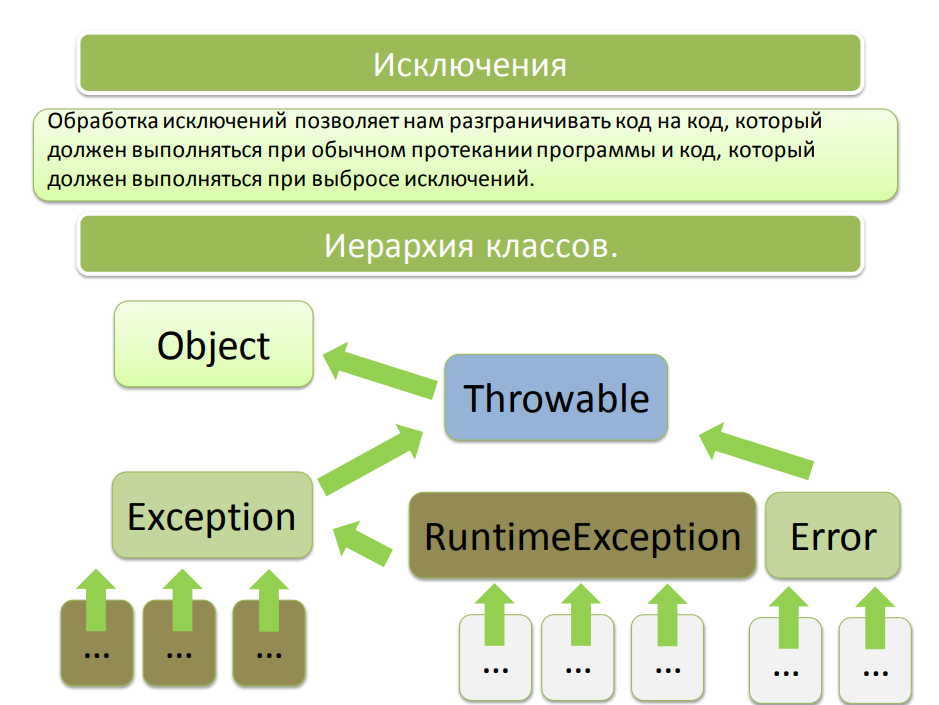 Исключения
Обработка исключений позволяет нам разграничивать код на код, который
должен выполняться при обычном протекании программы и код, который
должен выполняться при выбросе исключений.
Иерархия классов.
Object
Throwable
Exception
RuntimeException
Error
...
...
...
...
...
...
...
...